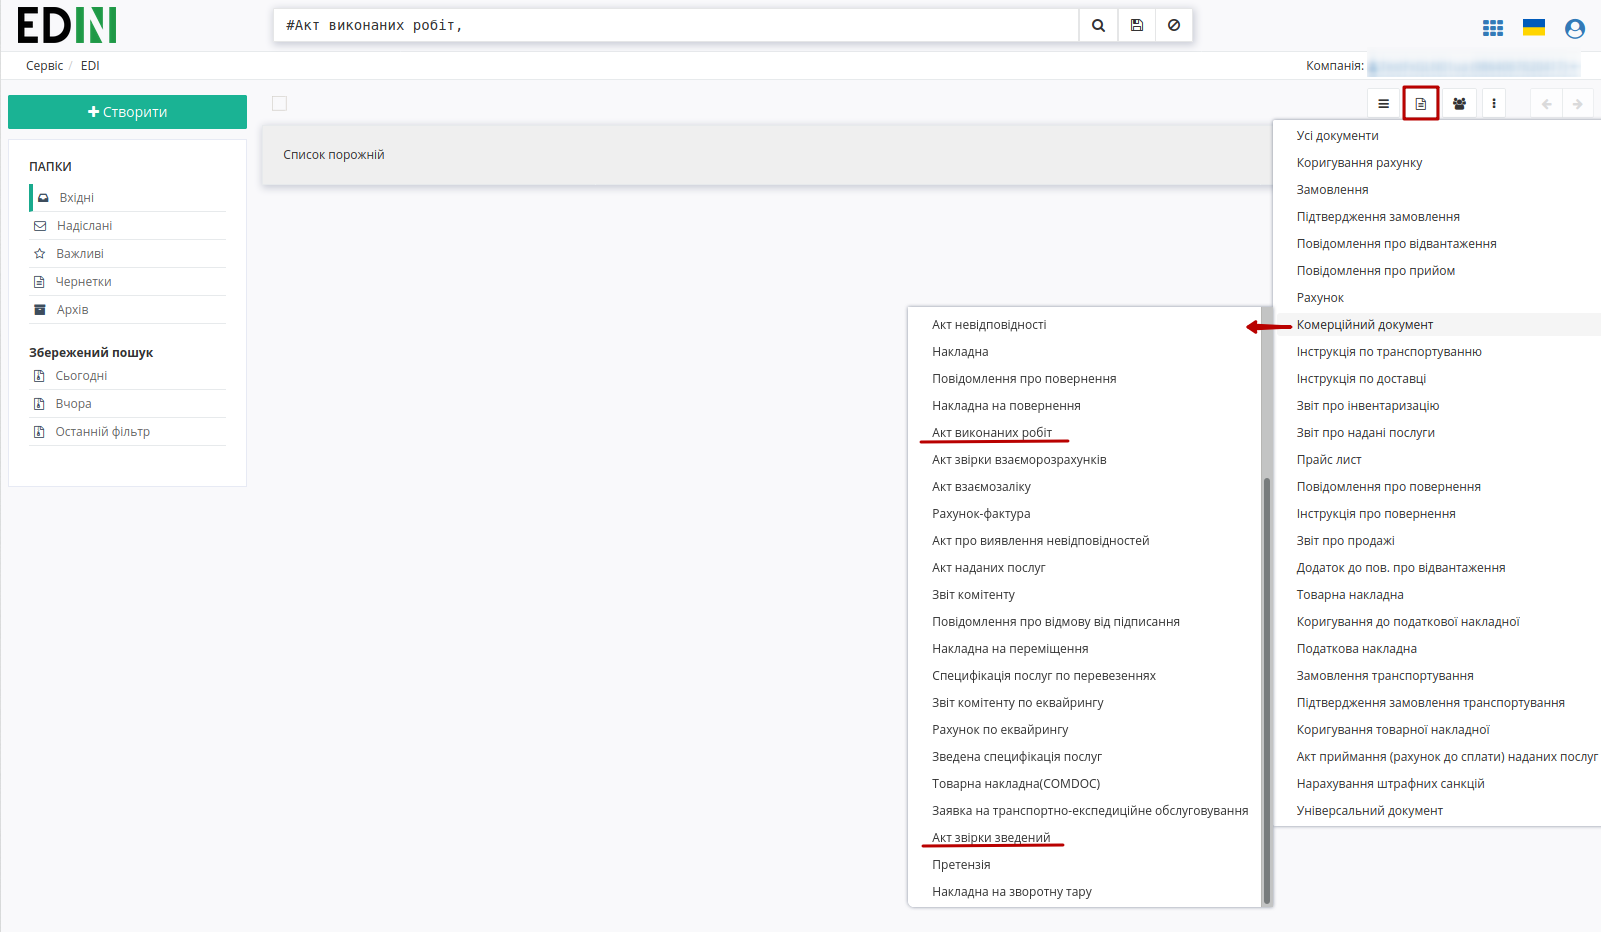 EDIN
#Акт виконаних робіт,
Сервіс / EDI
Компанія:
Створити
Список порожній
ПАПКИ
Вхідні
Надіслані
Важливі
Чернетки
Архів
Збережений пошук
Сьогодні
Вчора
Останній фільтр
Акт невідповідності
Накладна
Повідомлення про повернення
Накладна на повернення
Акт виконаних робіт
Акт звірки взаєморозрахунків
Акт взаємозаліку
Рахунок-фактура
Акт про виявлення невідповідностей
Акт наданих послуг
Звіт комітенту
Повідомлення про відмову від підписання
Накладна на переміщення
Специфікація послуг по перевезеннях
Звіт комітенту по еквайрингу
Рахунок по еквайрингу
Зведена специфікація послуг
Товарна накладна(COMDOC)
Заявка на транспортно-експедиційне обслуговування
Акт звірки зведений
Претензія
Накладна на зворотну тару
Усі документи
Коригування рахунку
Замовлення
Підтвердження замовлення
Повідомлення про відвантаження
Повідомлення про прийом
Рахунок
Комерційний документ
Інструкція по транспортуванню
Інструкція по доставці
Звіт про інвентаризацію
Звіт про надані послуги
Прайс лист
Повідомлення про повернення
Інструкція про повернення
Звіт про продажі
Додаток до пов. про відвантаження
Товарна накладна
Коригування до податкової накладної
Податкова накладна
Замовлення транспортування
Підтвердження замовлення транспортування
Коригування товарної накладної
Акт приймання (рахунок до сплати) наданих послуг
Нарахування штрафних санкцій
Універсальний документ